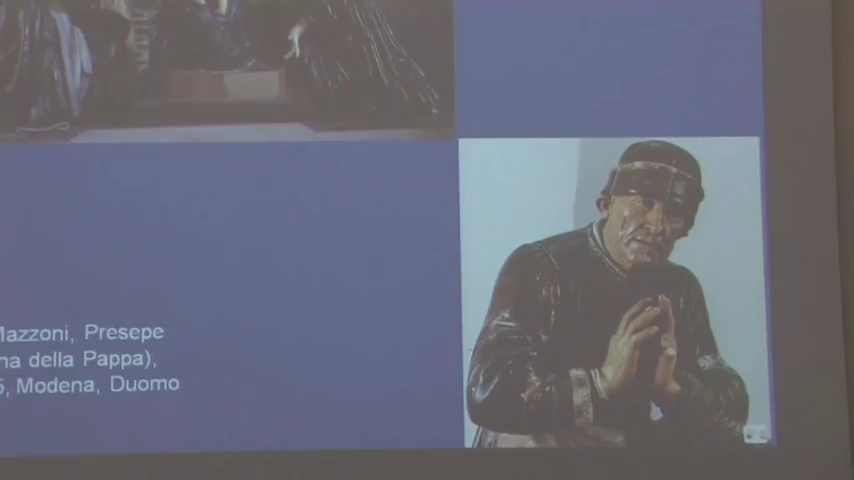 Mazzoni, Presepe
na della Pappa),
5, Modena, Duomo